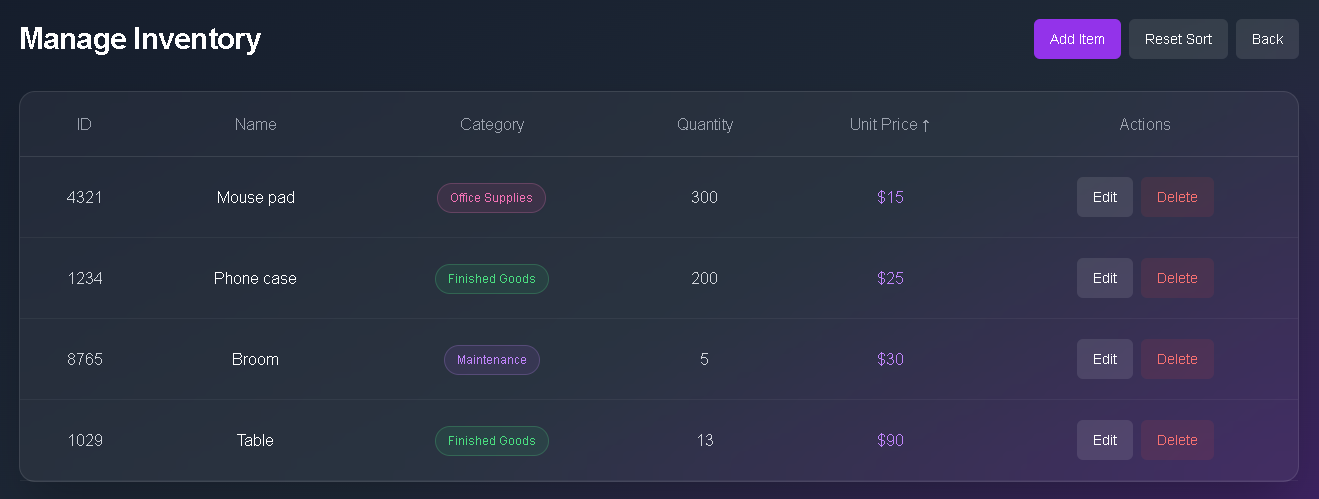 Manage Inventory
Add Item Reset Sort Back
ID Name Category Quantity Unit Price ↑ Actions
4321 Mouse pad Office Supplies 300 $15 Edit Delete
1234 Phone case Finished Goods 200 $25 Edit Delete
8765 Broom Maintenance 5 $30 Edit Delete
1029 Table Finished Goods 13 $90 Edit Delete